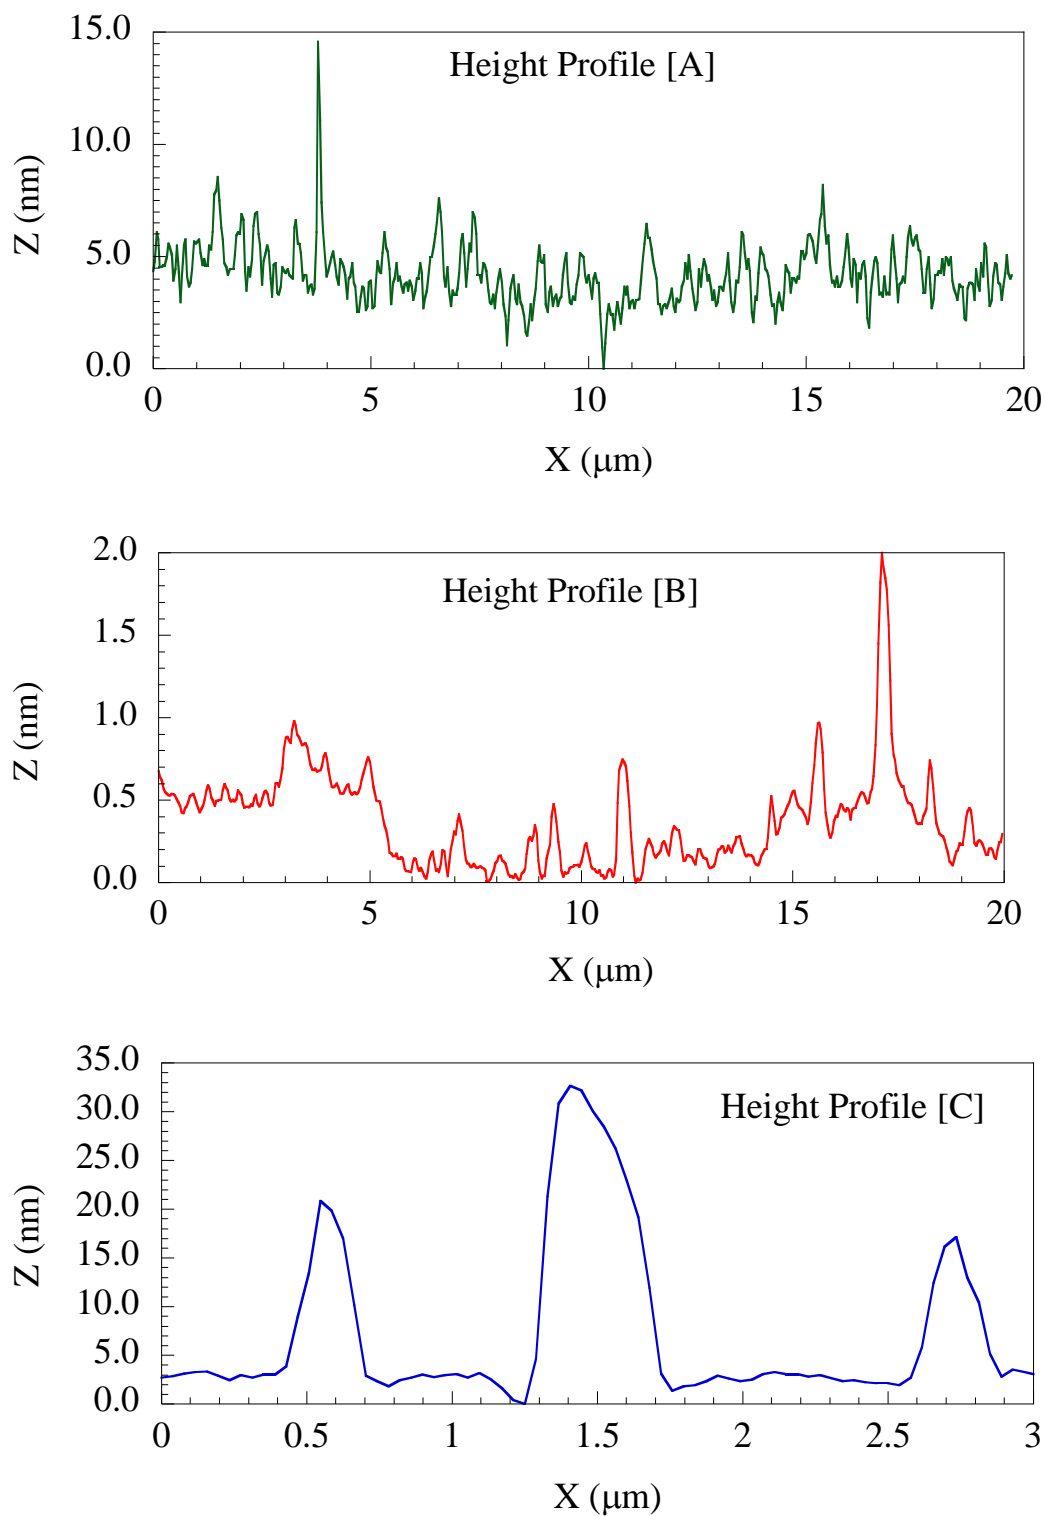 15.0
Height Profile [A]
10.0
Z (nm)
5.0
0.0
0 5 10 15 20
X (μm)
2.0
Height Profile [B]
1.5
1.0
Z (nm)
0.5
0.0
0 5 10 15 20
X (μm)
35.0
30.0
Height Profile [C]
25.0
20.0
Z (nm)
15.0
10.0
5.0
0.0
0 0.5 1 1.5 2 2.5 3
X (μm)